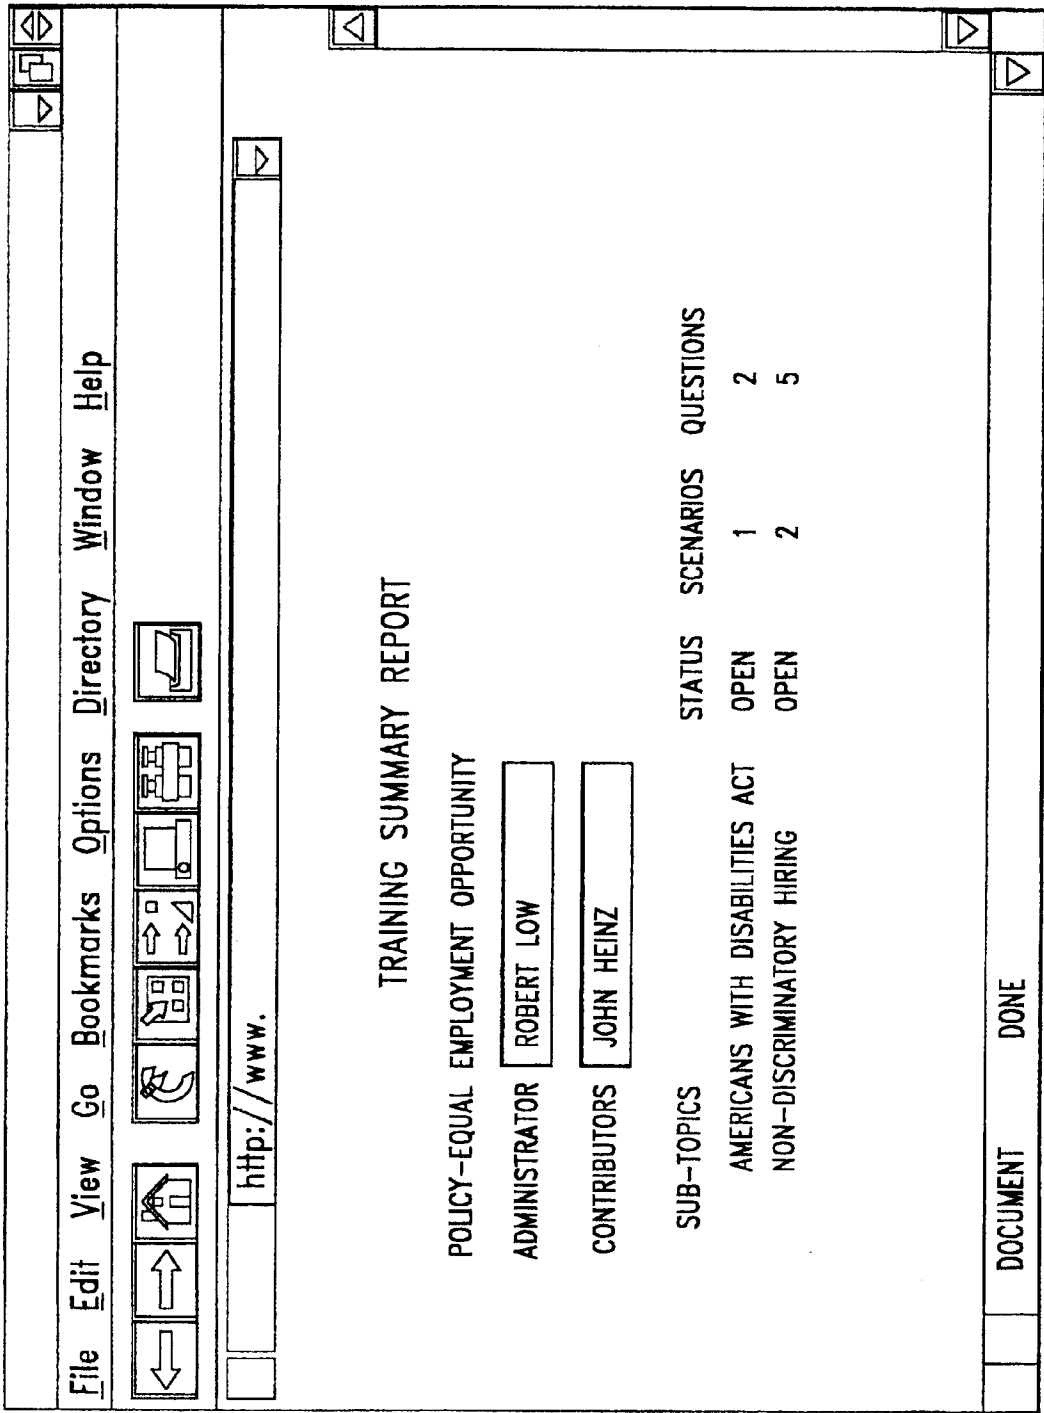 File Edit View Go Bookmarks Options Directory Window Help
http://www.
TRAINING SUMMARY REPORT
POLICY-EQUAL EMPLOYMENT OPPORTUNITY
ADMINISTRATOR ROBERT LOW
CONTRIBUTORS JOHN HEINZ
SUB-TOPICS STATUS SCENARIOS QUESTIONS
AMERICANS WITH DISABILITIES ACT OPEN 1 2
NON-DISCRIMINATORY HIRING OPEN 2 5
DOCUMENT DONE